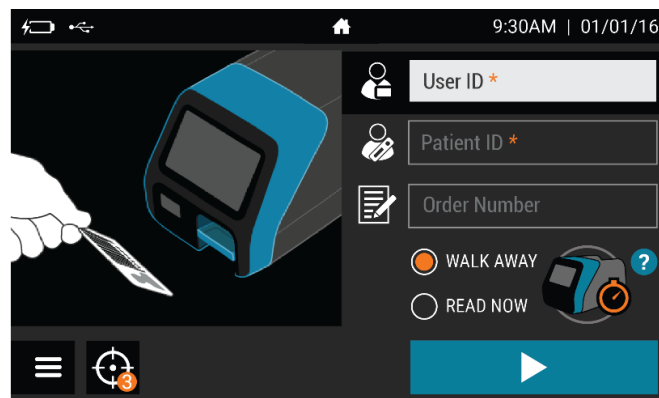 9:30AM | 01/01/16
User ID *
Patient ID *
Order Number
WALK AWAY
?
READ NOW
3